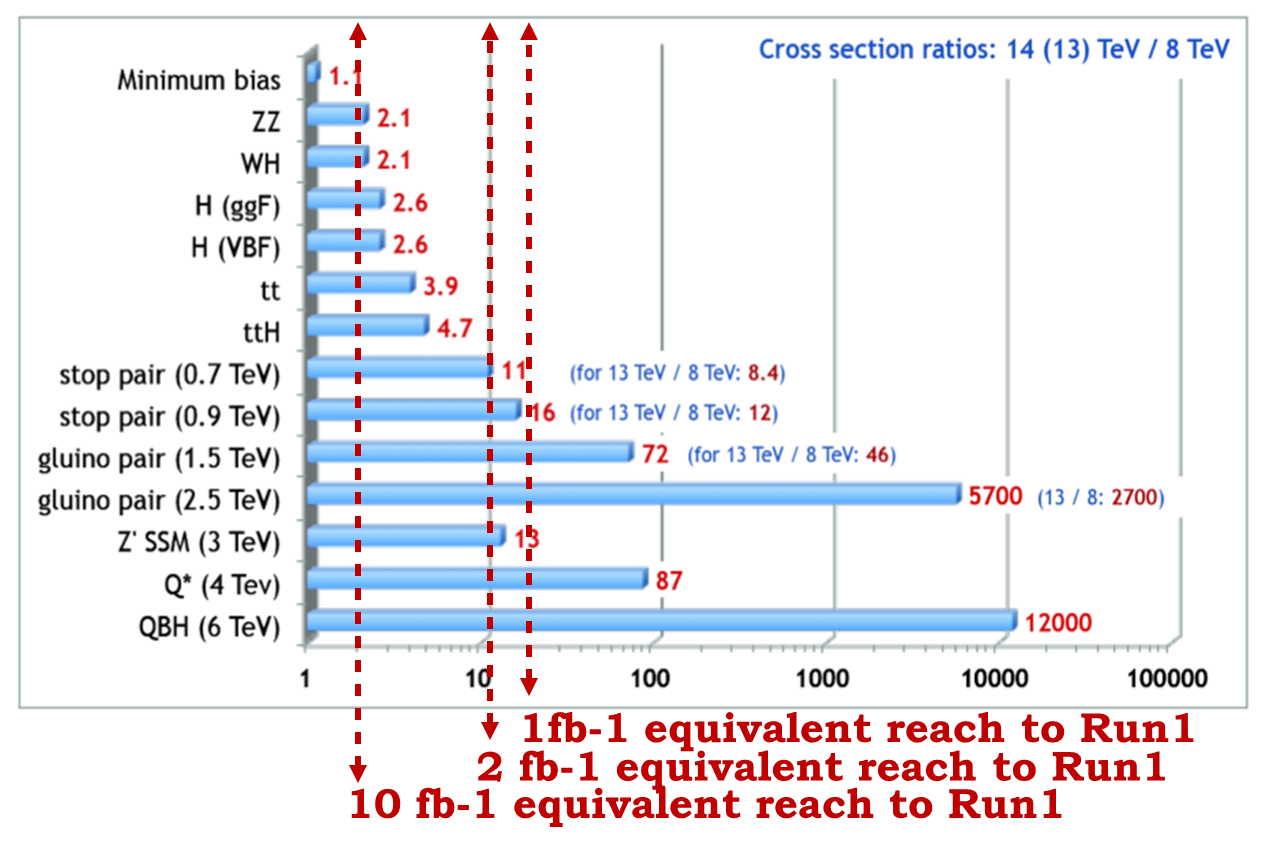 Cross section ratios: 14 (13) TeV / 8 TeV
Minimum bias 1.1
ZZ 2.1
WH 2.1
H (ggF) 2.6
H (VBF) 2.6
tt 3.9
ttH 4.7
stop pair (0.7 TeV) 11 (for 13 TeV / 8 TeV: 8.4)
stop pair (0.9 TeV) 16 (for 13 TeV / 8 TeV: 12)
gluino pair (1.5 TeV) 72 (for 13 TeV / 8 TeV: 46)
gluino pair (2.5 TeV) 5700 (13 / 8: 2700)
Z' SSM (3 TeV) 13
Q* (4 Tev) 87
QBH (6 TeV) 12000
1 10 100 1000 10000 100000
1fb-1 equivalent reach to Run1
2 fb-1 equivalent reach to Run1
10 fb-1 equivalent reach to Run1